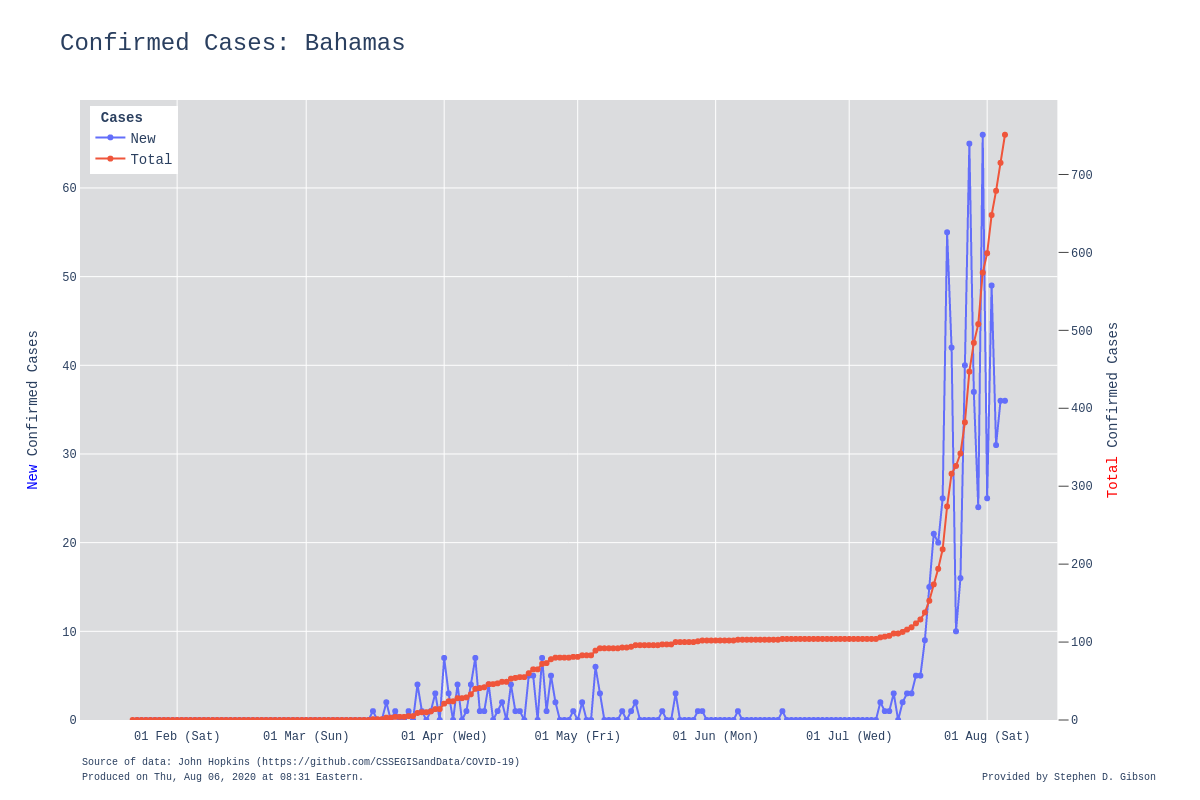 Confirmed Cases: Bahamas
Cases
New
Total
60
50
40
30
20
10
0
700
600
500
400
300
200
100
0
New Confirmed Cases
Total Confirmed Cases
01 Feb (Sat)
01 Mar (Sun)
01 Apr (Wed)
01 May (Fri)
01 Jun (Mon)
01 Jul (Wed)
01 Aug (Sat)
Source of data: John Hopkins (https://github.com/CSSEGISandData/COVID-19)
Produced on Thu, Aug 06, 2020 at 08:31 Eastern.
Provided by Stephen D. Gibson